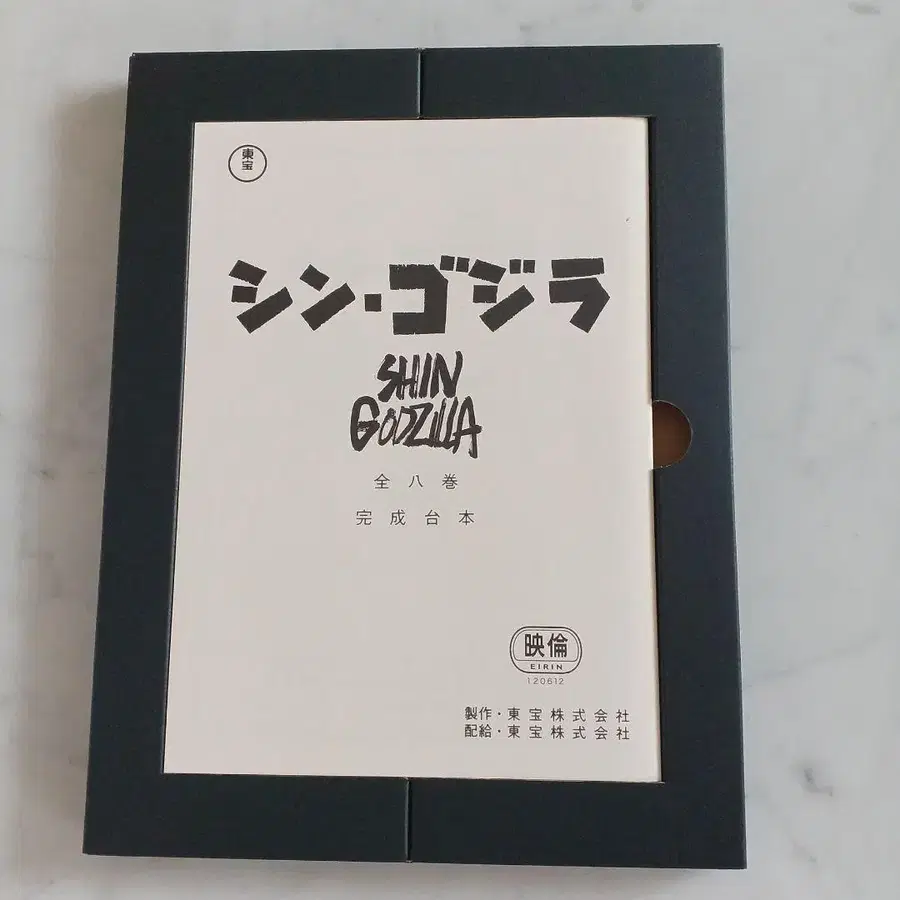 東宝
シン・ゴジラ
SHIN
GODZILLA
全八巻
完成台本
映倫
EIRIN
120612
製作・東宝株式会社
配給・東宝株式会社